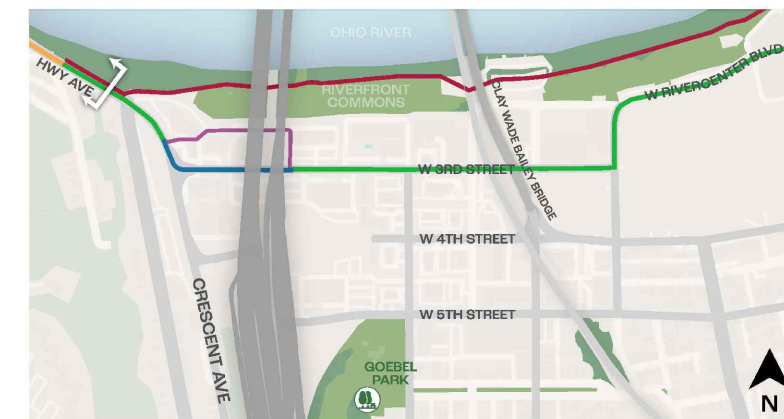 OHIO RIVER
HWY AVE
RIVERFRONT
COMMONS
W RIVERCENTER BLVD
CLAY WADE BAILEY BRIDGE
W 3RD STREET
W 4TH STREET
CRESCENT AVE
W 5TH STREET
GOEBEL
PARK
N